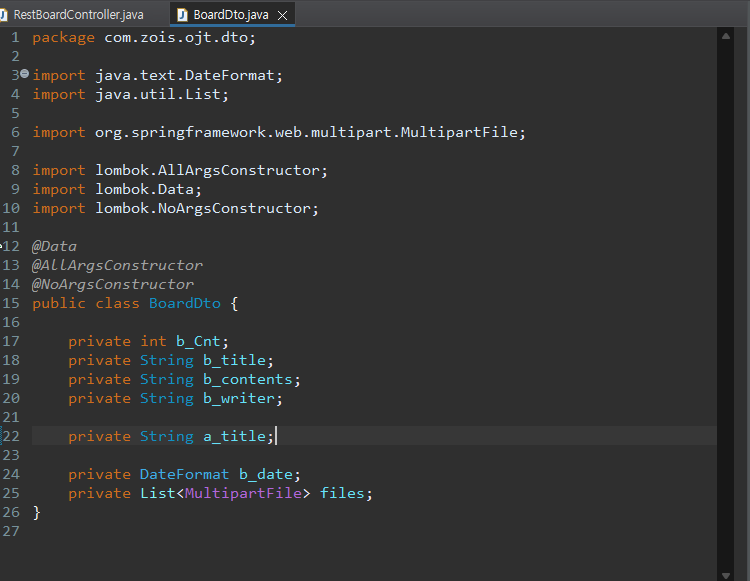 RestBoardController.java BoardDto.java
1 package com.zois.ojt.dto;
2
3 import java.text.DateFormat;
4 import java.util.List;
5
6 import org.springframework.web.multipart.MultipartFile;
7
8 import lombok.AllArgsConstructor;
9 import lombok.Data;
10 import lombok.NoArgsConstructor;
11
12 @Data
13 @AllArgsConstructor
14 @NoArgsConstructor
15 public class BoardDto {
16
17     private int b_Cnt;
18     private String b_title;
19     private String b_contents;
20     private String b_writer;
21
22     private String a_title;
23
24     private DateFormat b_date;
25     private List<MultipartFile> files;
26 }
27